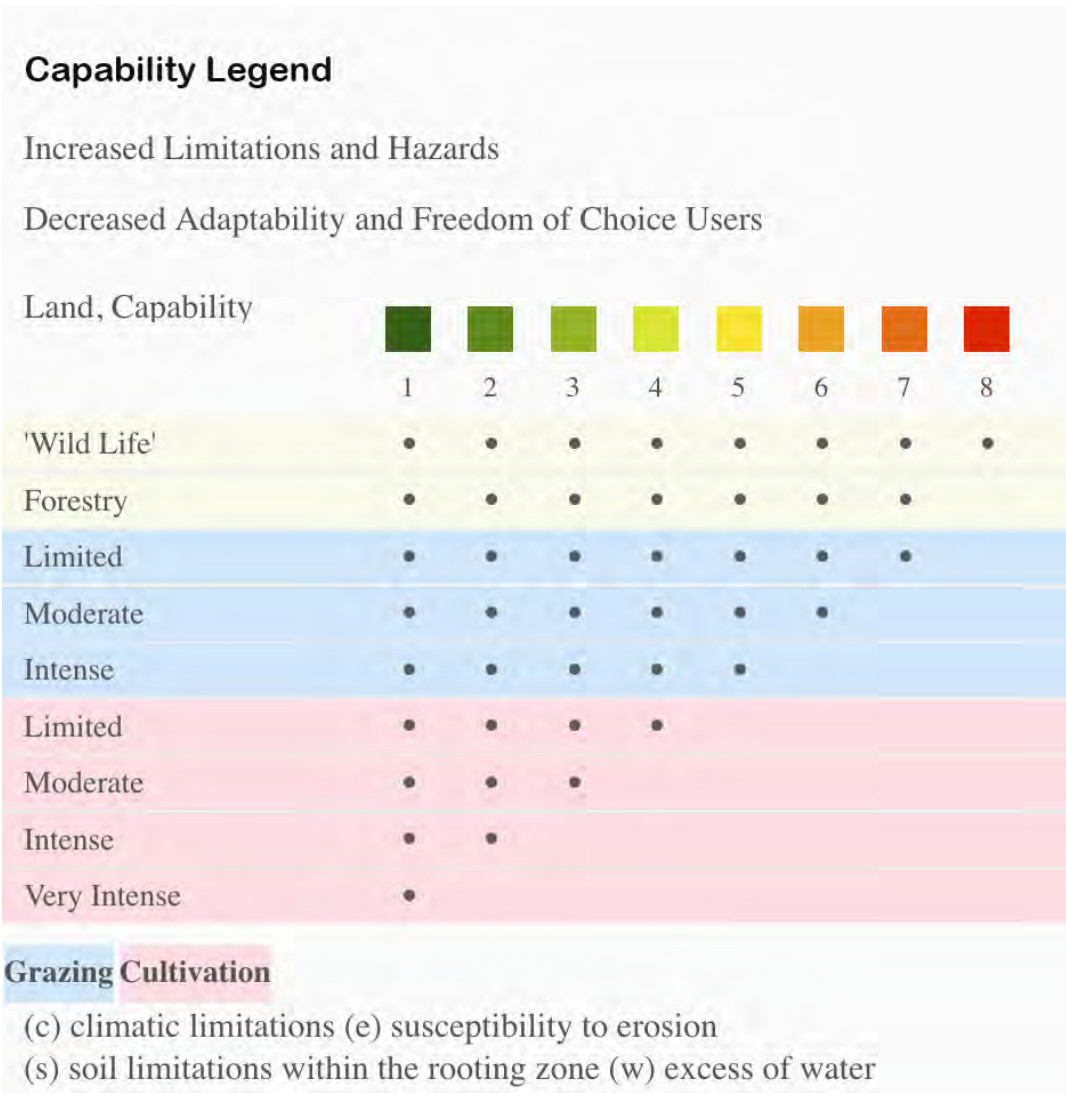 Capability Legend
Increased Limitations and Hazards
Decreased Adaptability and Freedom of Choice Users
Land, Capability
1 2 3 4 5 6 7 8
'Wild Life' • • • • • • • •
Forestry • • • • • • •
Limited • • • • • • •
Moderate • • • • • •
Intense • • • • •
Limited • • • •
Moderate • • •
Intense • •
Very Intense •
Grazing Cultivation
(c) climatic limitations (e) susceptibility to erosion
(s) soil limitations within the rooting zone (w) excess of water